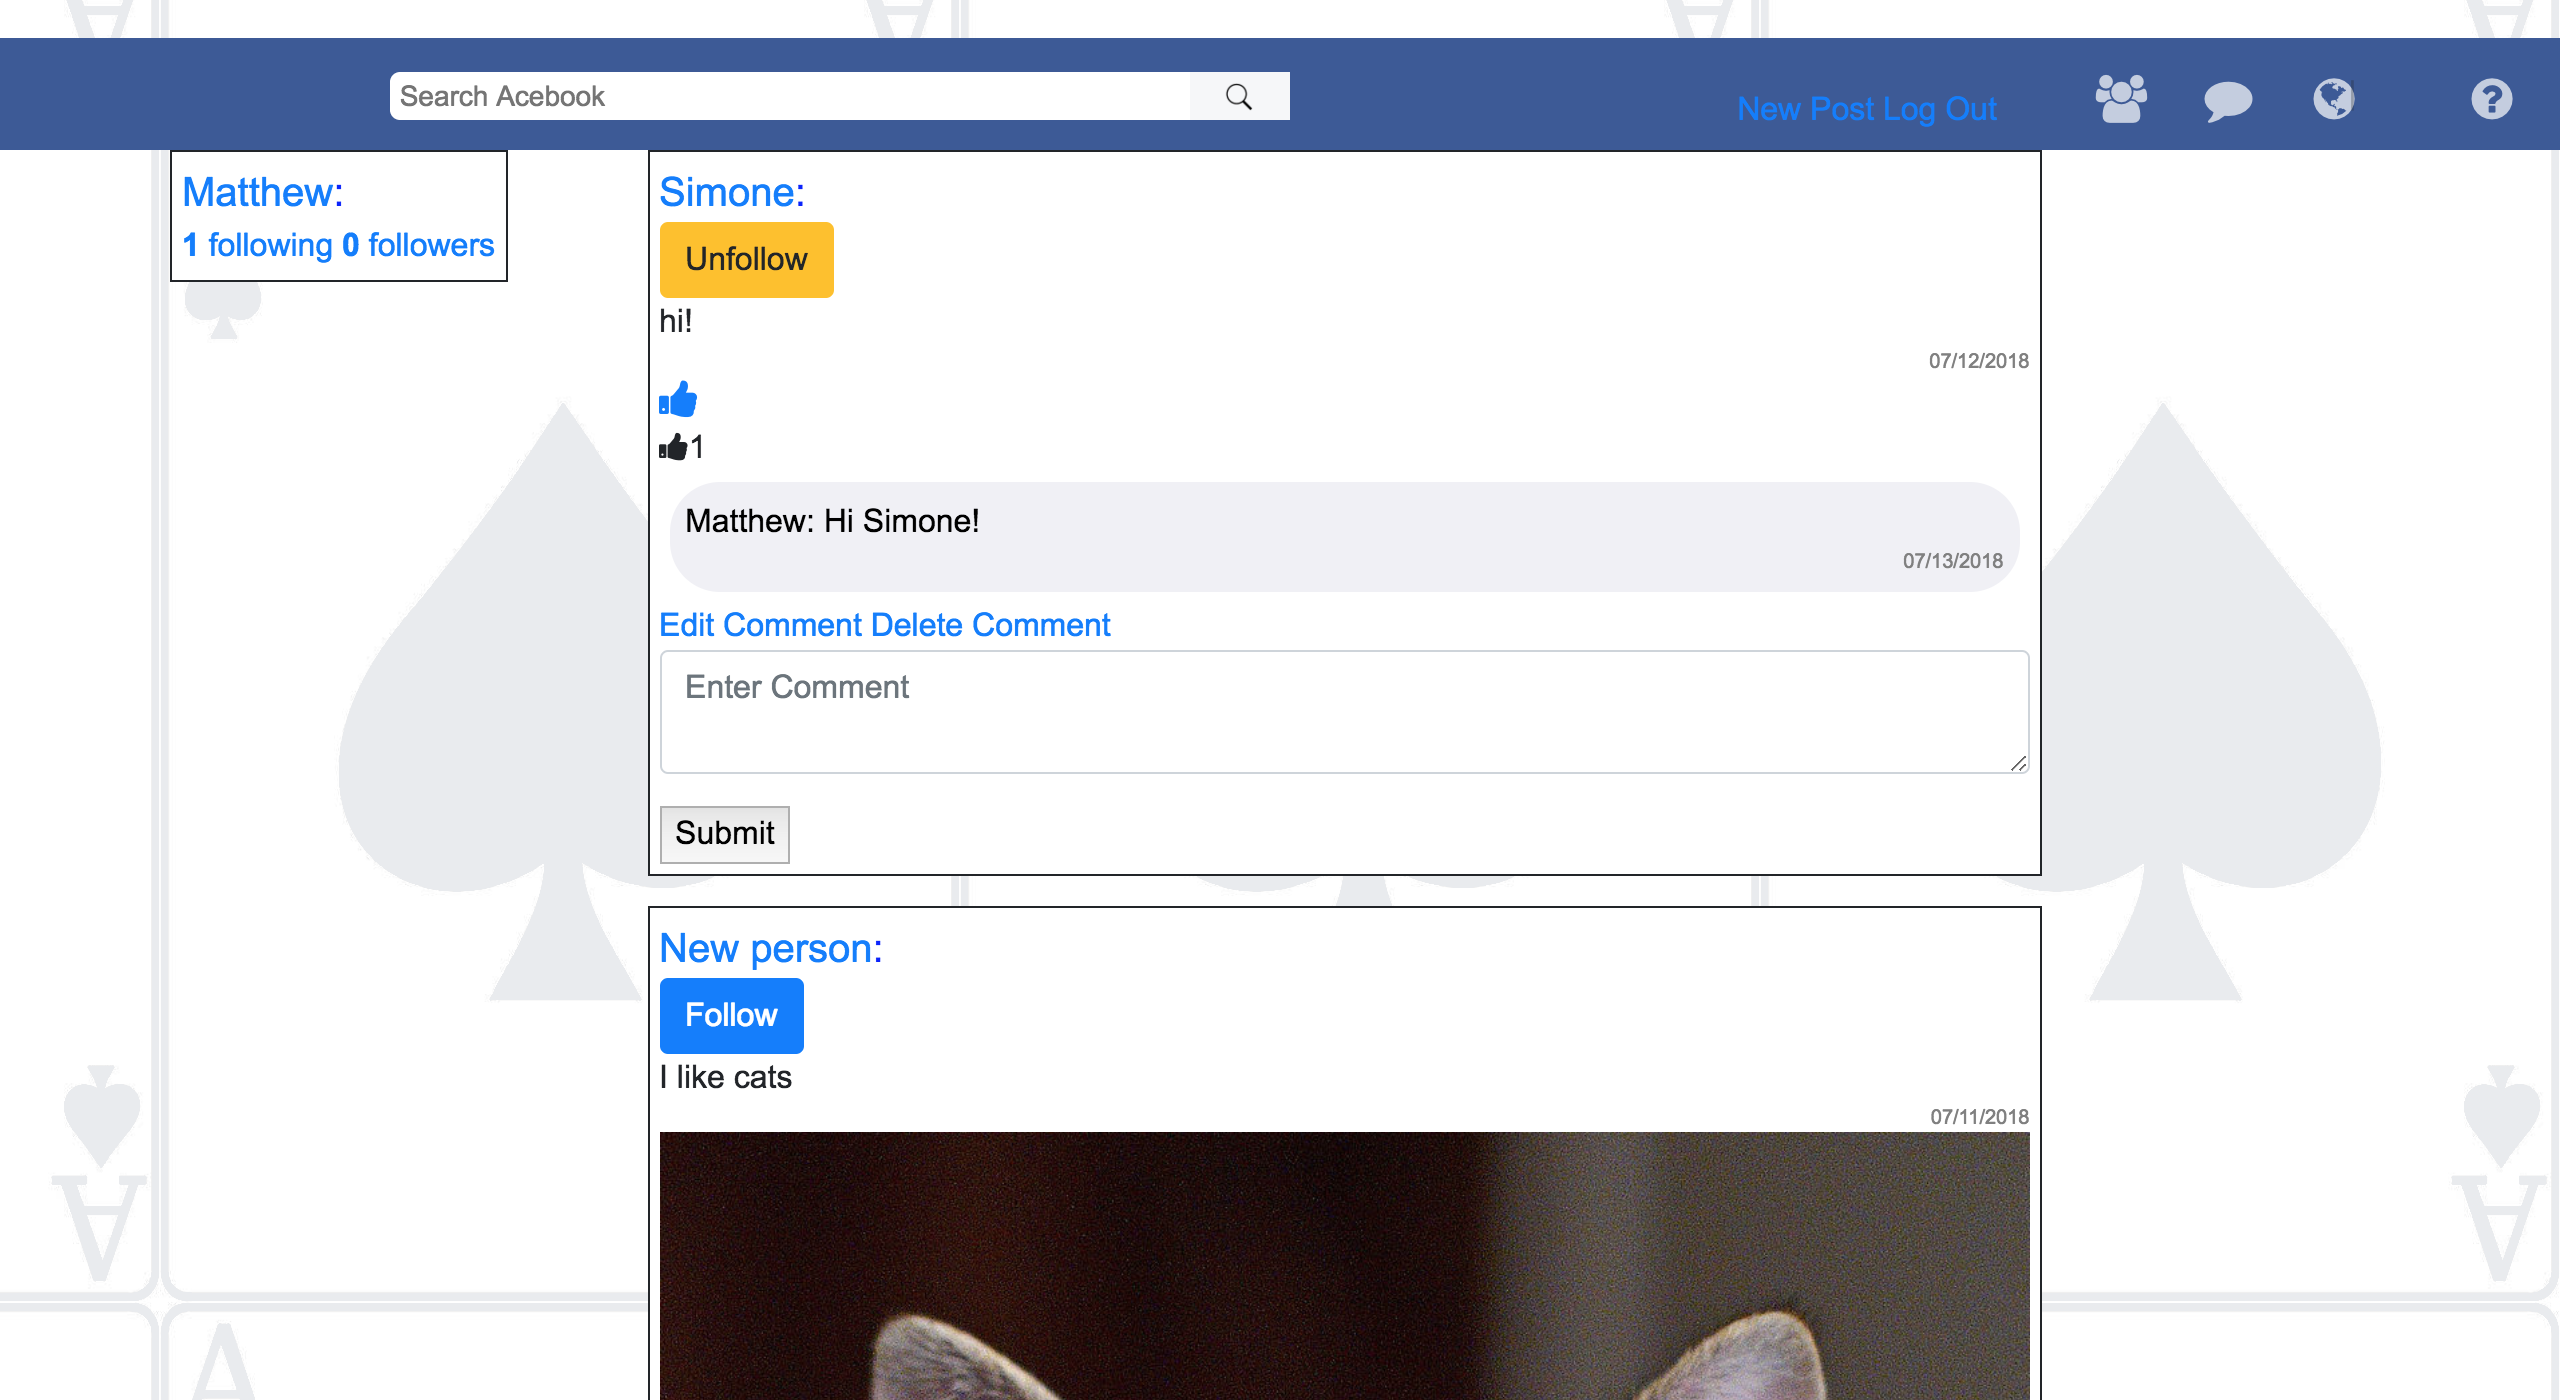 Search Acebook
New Post Log Out
Matthew:
1 following 0 followers
Simone:
Unfollow
hi!
07/12/2018
1
Matthew: Hi Simone!
07/13/2018
Edit Comment Delete Comment
Enter Comment
Submit
New person:
Follow
I like cats
07/11/2018
A
A
A